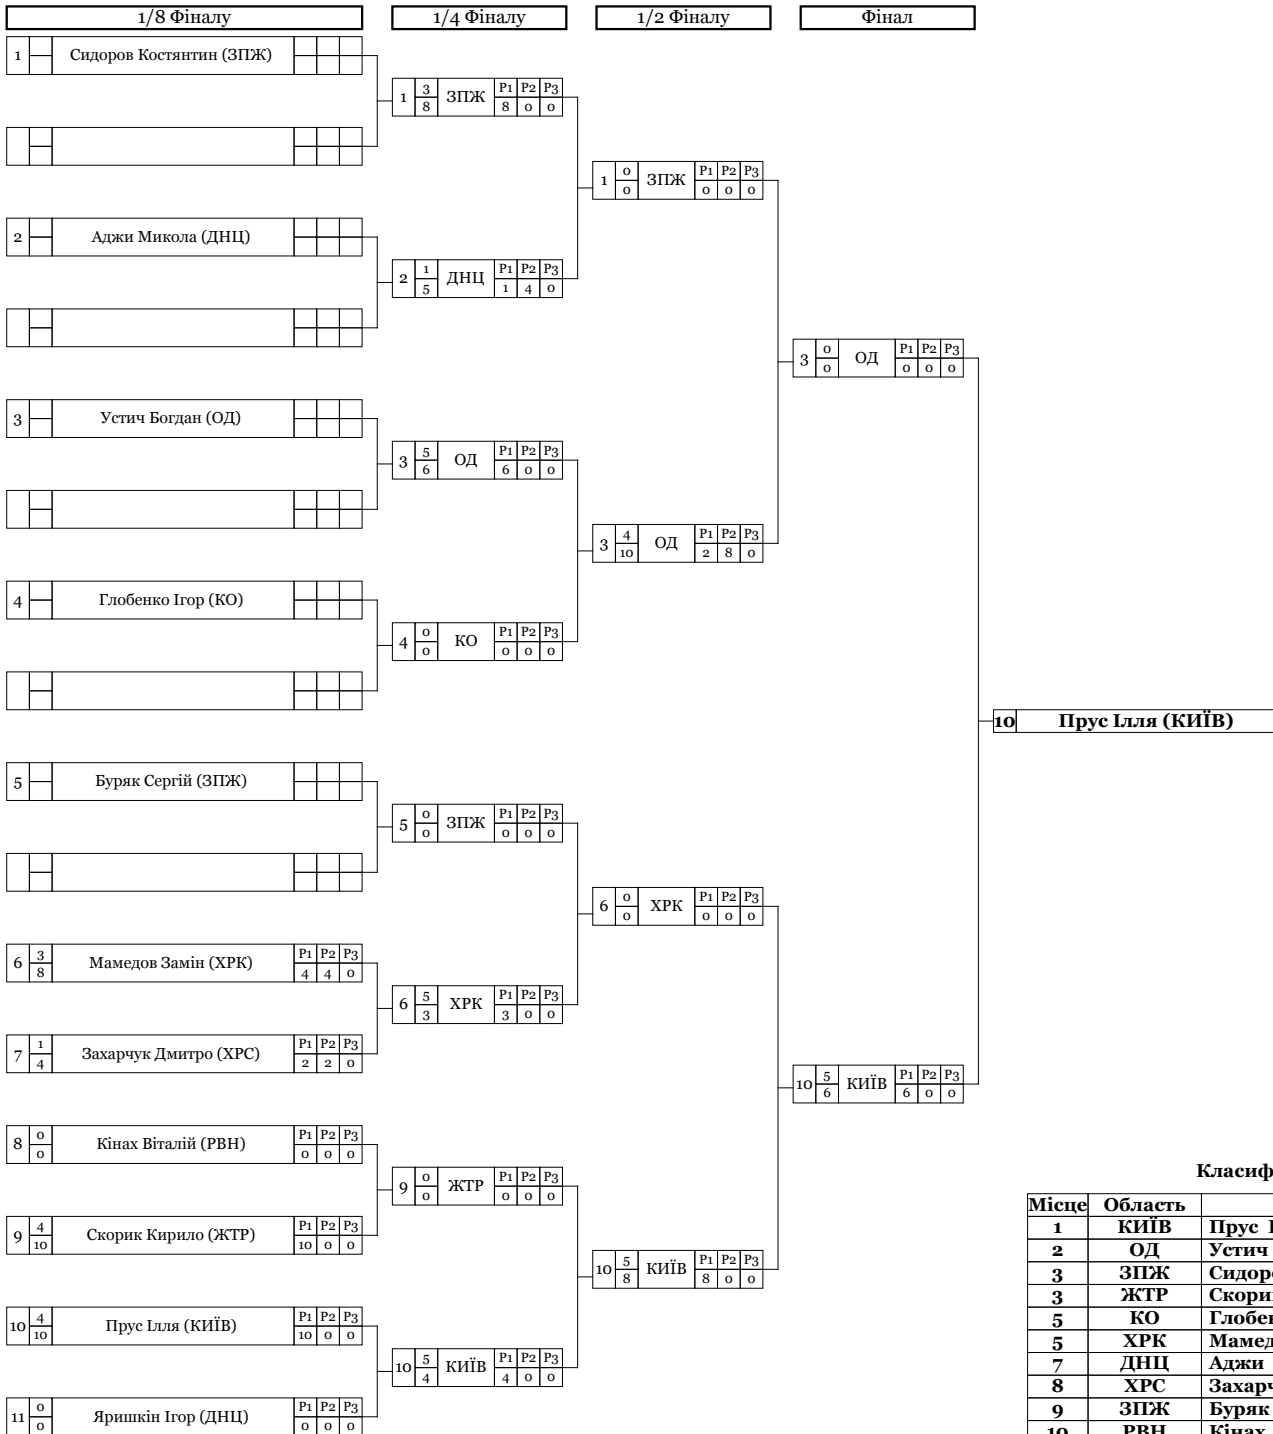 1/8 Фіналу
1/4 Фіналу
1/2 Фіналу
Фінал
1 Сидоров Костянтин (ЗПЖ)
1 3 8 ЗПЖ P1 P2 P3 8 0 0
1 0 0 ЗПЖ P1 P2 P3 0 0 0
2 Аджи Микола (ДНЦ)
2 1 5 ДНЦ P1 P2 P3 1 4 0
3 0 0 ОД P1 P2 P3 0 0 0
3 Устич Богдан (ОД)
3 5 6 ОД P1 P2 P3 6 0 0
3 4 10 ОД P1 P2 P3 2 8 0
4 Глобенко Ігор (КО)
4 0 0 КО P1 P2 P3 0 0 0
10 Прус Ілля (КИЇВ)
5 Буряк Сергій (ЗПЖ)
5 0 0 ЗПЖ P1 P2 P3 0 0 0
6 0 0 ХРК P1 P2 P3 0 0 0
6 3 8 Мамедов Замін (ХРК) P1 P2 P3 4 4 0
6 5 3 ХРК P1 P2 P3 3 0 0
7 1 4 Захарчук Дмитро (ХРС) P1 P2 P3 2 2 0
10 5 6 КИЇВ P1 P2 P3 6 0 0
8 0 0 Кінах Віталій (РВН) P1 P2 P3 0 0 0
9 0 0 ЖТР P1 P2 P3 0 0 0
9 4 10 Скорик Кирило (ЖТР) P1 P2 P3 10 0 0
10 5 8 КИЇВ P1 P2 P3 8 0 0
10 4 10 Прус Ілля (КИЇВ) P1 P2 P3 10 0 0
10 5 4 КИЇВ P1 P2 P3 4 0 0
11 0 0 Яришкін Ігор (ДНЦ) P1 P2 P3 0 0 0
Класиф
Місце Область
1 КИЇВ Прус
2 ОД Устич
3 ЗПЖ Сидор
3 ЖТР Скори
5 КО Глобе
5 ХРК Мамед
7 ДНЦ Аджи
8 ХРС Захарч
9 ЗПЖ Буряк
10 РВН Кінах